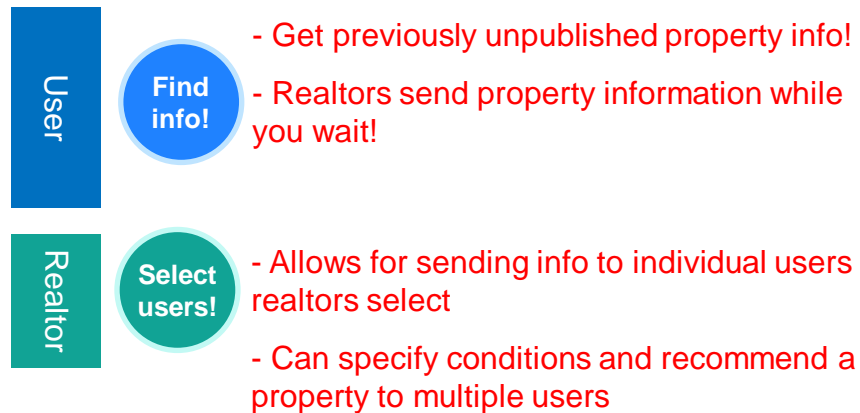 User
Find
info!
- Get previously unpublished property info!
- Realtors send property information while
you wait!
Realtor
Select
users!
- Allows for sending info to individual users
realtors select
- Can specify conditions and recommend a
property to multiple users